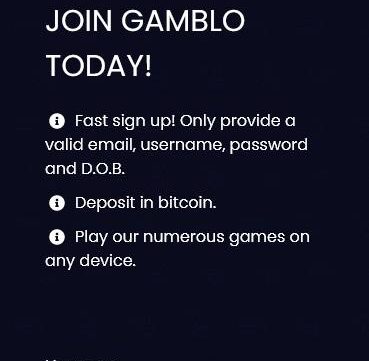 JOIN GAMBLO
TODAY!
Fast sign up! Only provide a
valid email, username, password
and D.O.B.
Deposit in bitcoin.
Play our numerous games on
any device.